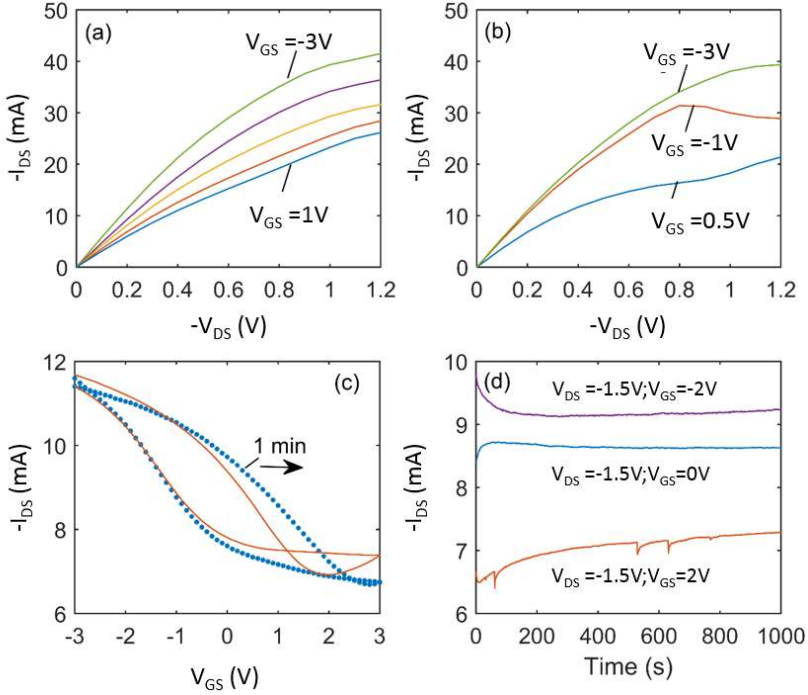 (a)
V_GS =-3V
V_GS =1V
-I_DS (mA)
50
40
30
20
10
0
0 0.2 0.4 0.6 0.8 1 1.2
-V_DS (V)
(b)
V_GS =-3V
V_GS =-1V
V_GS =0.5V
-I_DS (mA)
50
40
30
20
10
0
0 0.2 0.4 0.6 0.8 1 1.2
-V_DS (V)
(c)
1 min
-I_DS (mA)
12
10
8
6
-3 -2 -1 0 1 2 3
V_GS (V)
(d)
V_DS =-1.5V;V_GS=-2V
V_DS =-1.5V;V_GS=0V
V_DS =-1.5V;V_GS=2V
-I_DS (mA)
10
9
8
7
6
0 200 400 600 800 1000
Time (s)